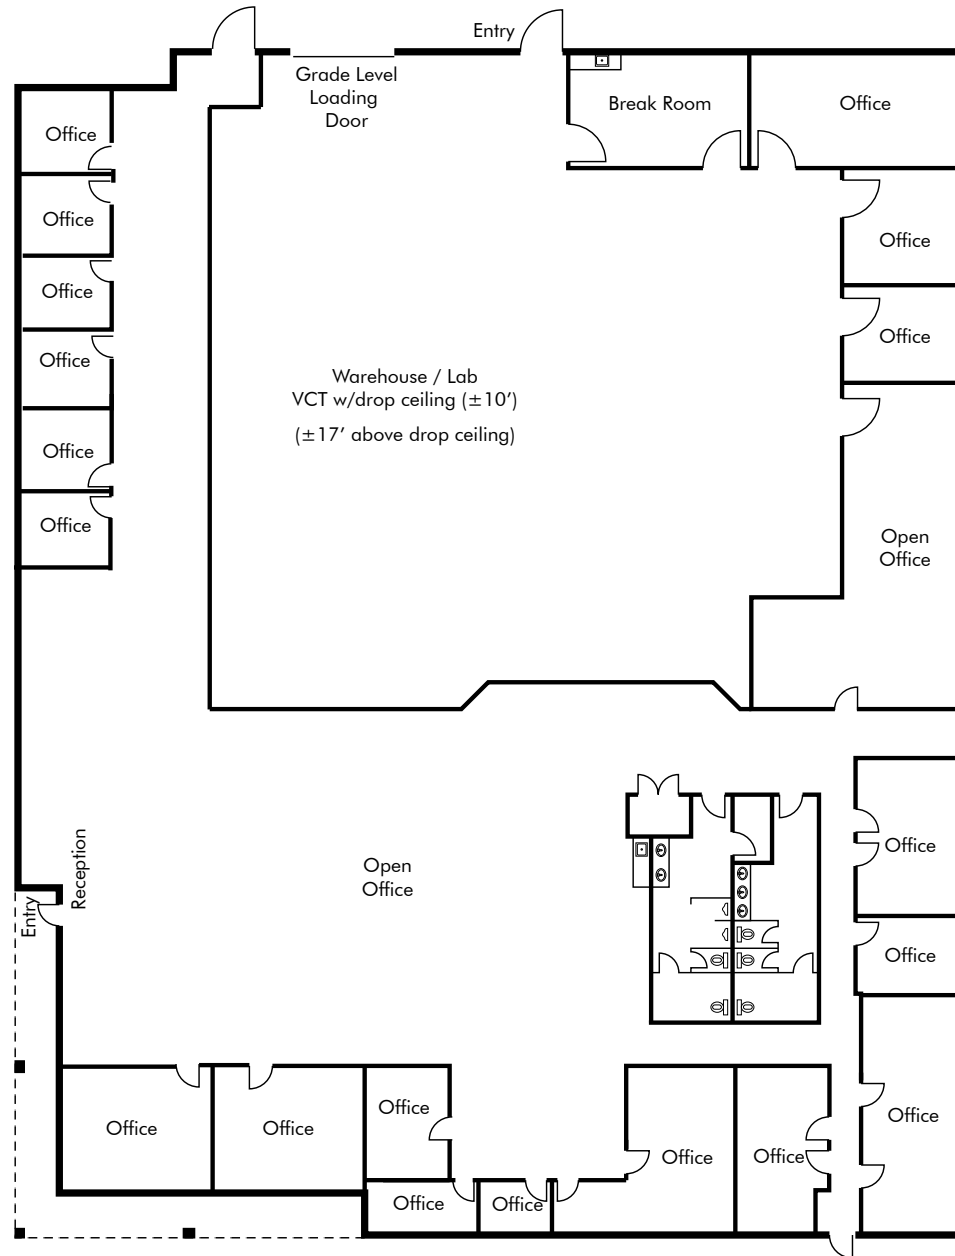 Entry
Grade Level
Loading
Door
Break Room
Office
Office
Office
Office
Office
Office
Office
Warehouse / Lab
VCT w/drop ceiling (±10’)
(±17’ above drop ceiling)
Office
Office
Office
Open
Office
Reception
Entry
Open
Office
Office
Office
Office
Office
Office
Office
Office
Office
Office
Office